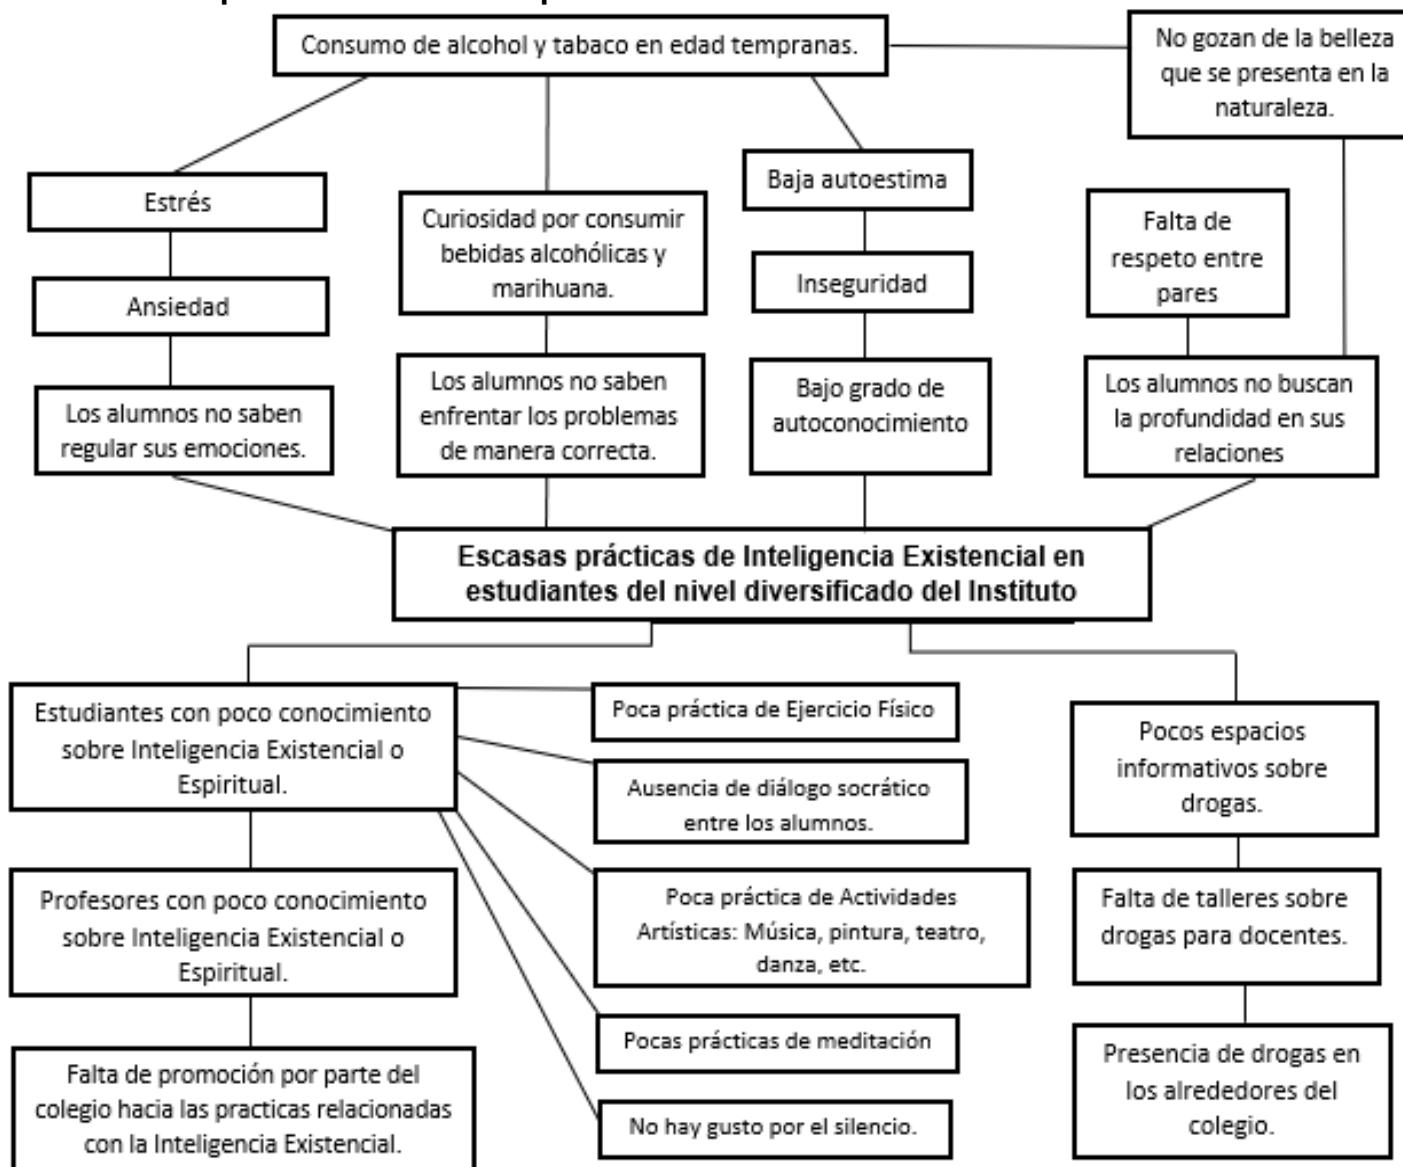 Consumo de alcohol y tabaco en edad tempranas.
No gozan de la belleza
que se presenta en la
naturaleza.
Estrés
Ansiedad
Los alumnos no saben
regular sus emociones.
Curiosidad por consumir
bebidas alcohólicas y
marihuana.
Los alumnos no saben
enfrentar los problemas
de manera correcta.
Baja autoestima
Inseguridad
Bajo grado de
autoconocimiento
Falta de
respeto entre
pares
Los alumnos no buscan
la profundidad en sus
relaciones
Escasas prácticas de Inteligencia Existencial en
estudiantes del nivel diversificado del Instituto
Estudiantes con poco conocimiento
sobre Inteligencia Existencial o
Espiritual.
Profesores con poco conocimiento
sobre Inteligencia Existencial o
Espiritual.
Falta de promoción por parte del
colegio hacia las practicas relacionadas
con la Inteligencia Existencial.
Poca práctica de Ejercicio Físico
Ausencia de diálogo socrático
entre los alumnos.
Poca práctica de Actividades
Artísticas: Música, pintura, teatro,
danza, etc.
Pocas prácticas de meditación
No hay gusto por el silencio.
Pocos espacios
informativos sobre
drogas.
Falta de talleres sobre
drogas para docentes.
Presencia de drogas en
los alrededores del
colegio.